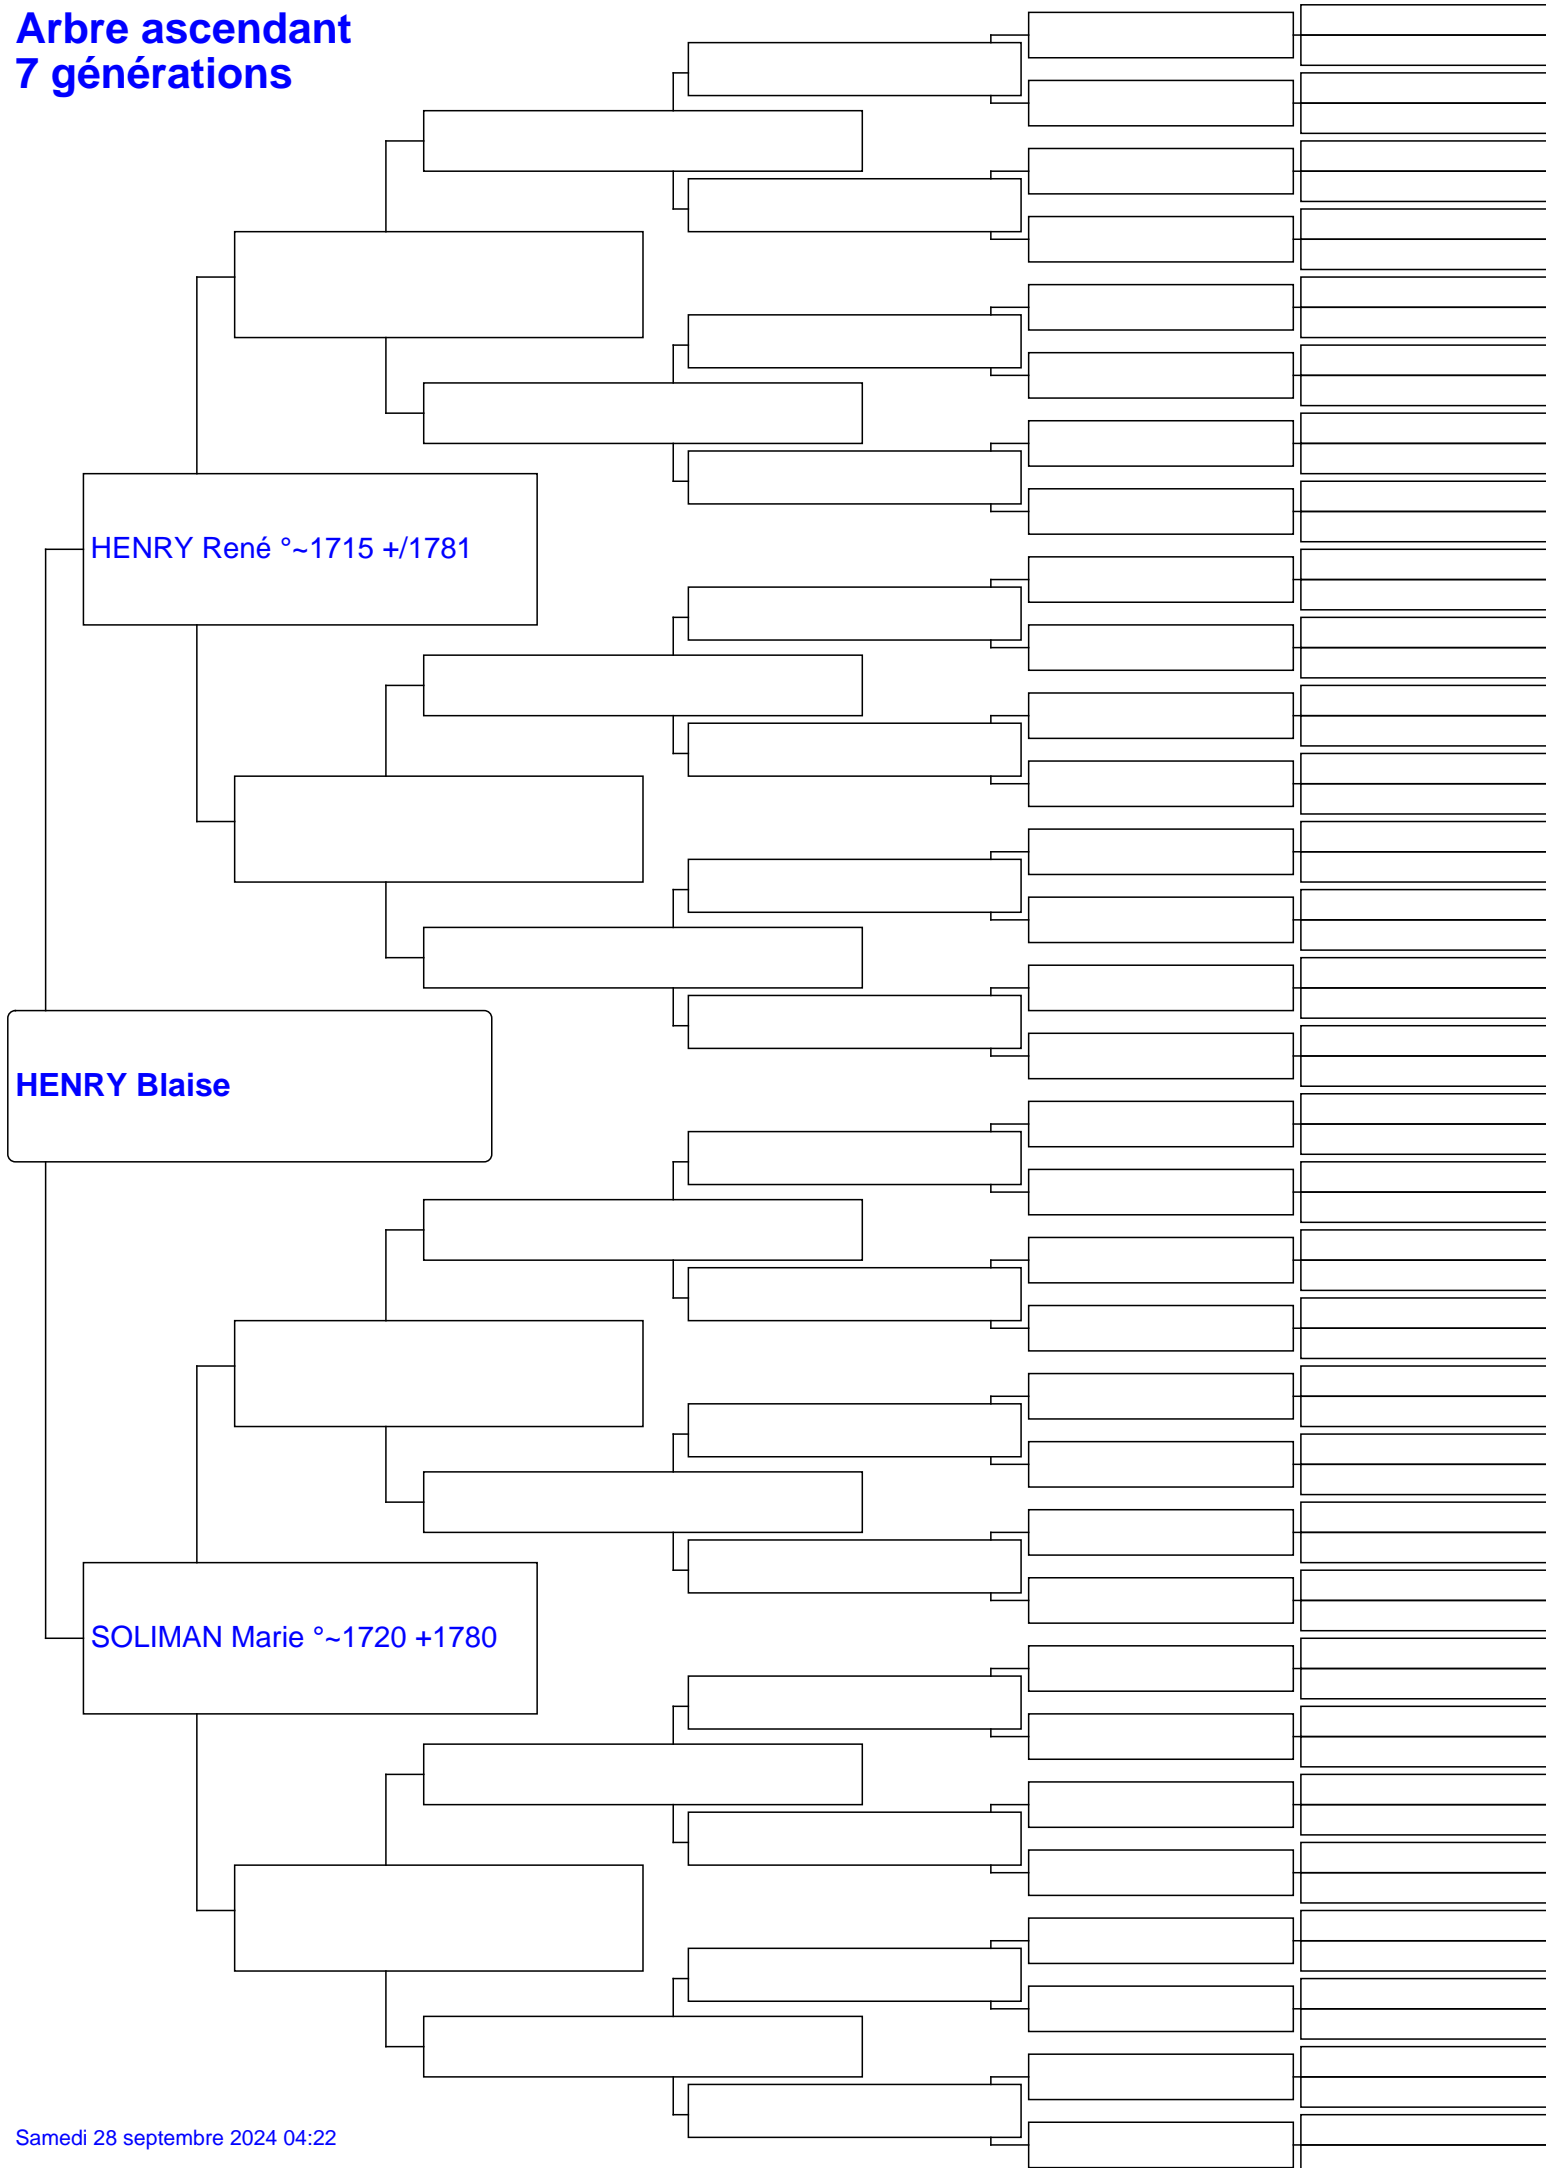 Arbre ascendant
7 générations
HENRY René °~1715 +/1781
HENRY Blaise
SOLIMAN Marie °~1720 +1780
Samedi 28 septembre 2024 04:22